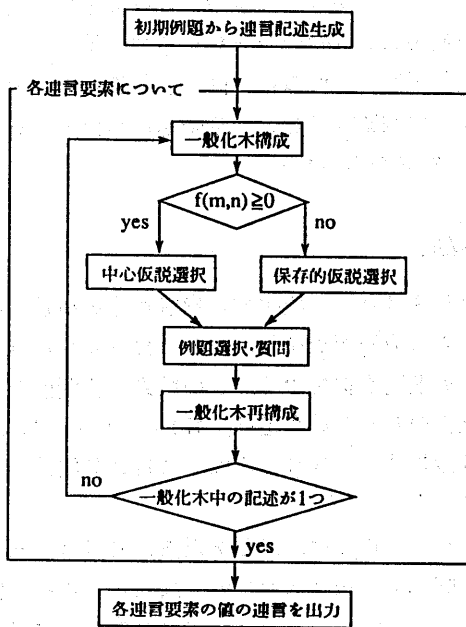 初期例題から連言記述生成
各連言要素について
一般化木構成
f(m,n)≧0
yes
no
中心仮説選択
保存的仮説選択
例題選択・質問
一般化木再構成
no
一般化木中の記述が1つ
yes
各連言要素の値の連言を出力